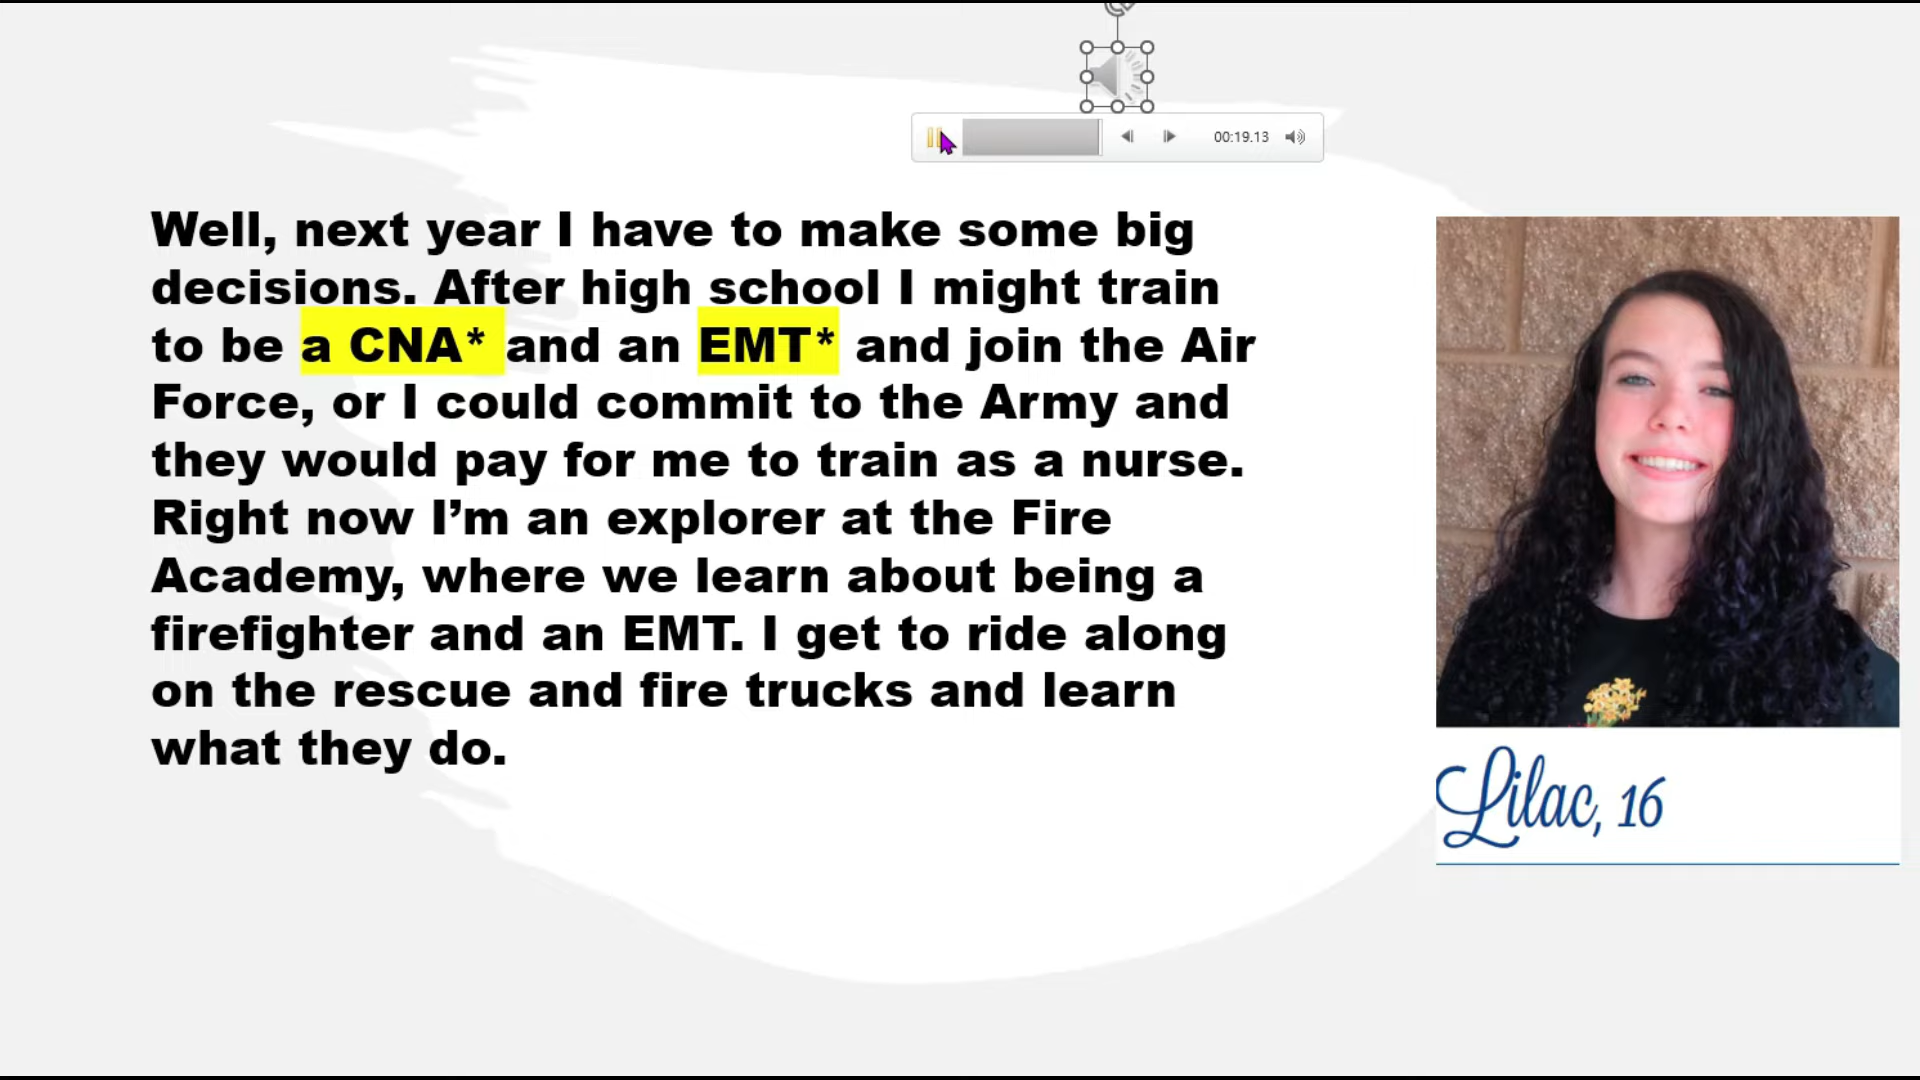 00:19.13
Well, next year I have to make some big
decisions. After high school I might train
to be a CNA* and an EMT* and join the Air
Force, or I could commit to the Army and
they would pay for me to train as a nurse.
Right now I’m an explorer at the Fire
Academy, where we learn about being a
firefighter and an EMT. I get to ride along
on the rescue and fire trucks and learn
what they do.
Lilac, 16